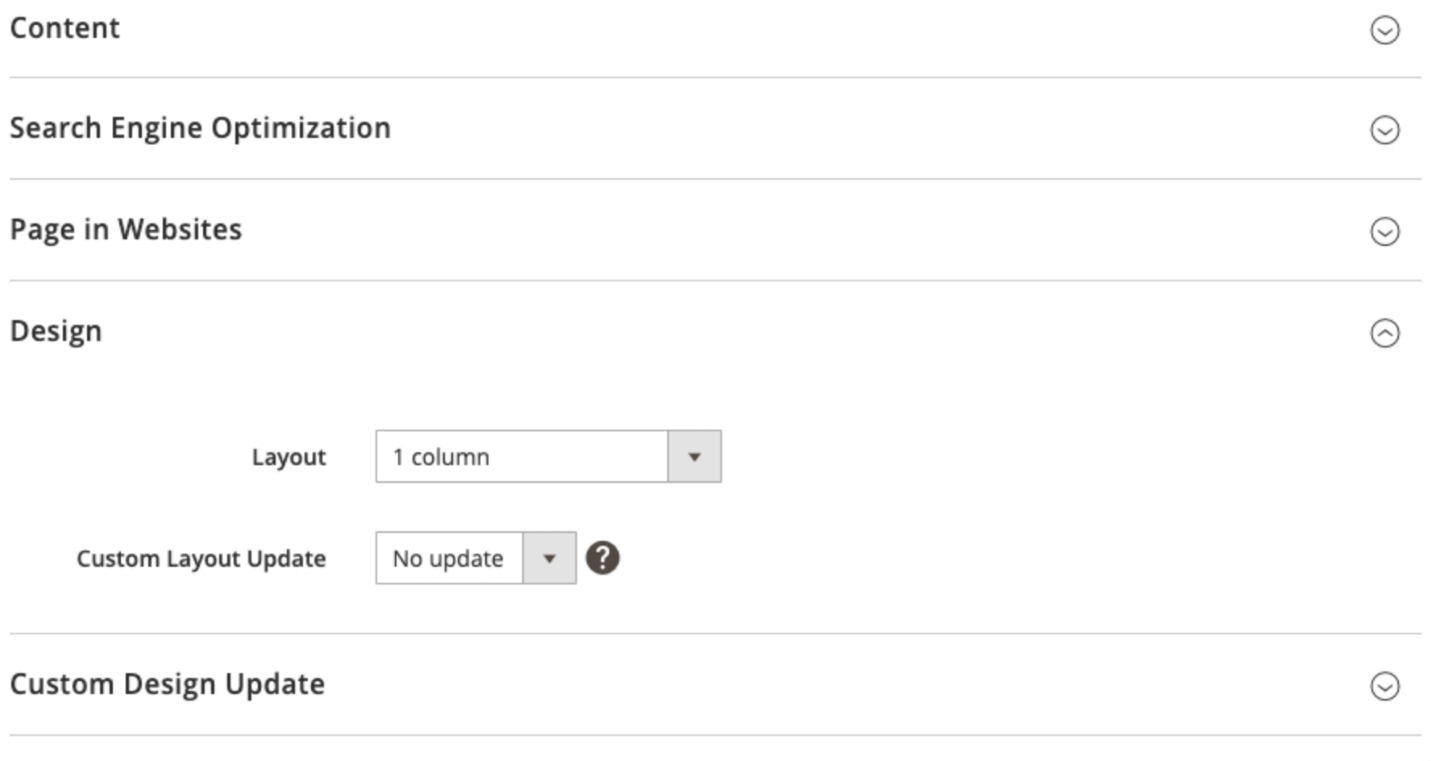 Content
Search Engine Optimization
Page in Websites
Design
Layout 1 column
Custom Layout Update No update ?
Custom Design Update